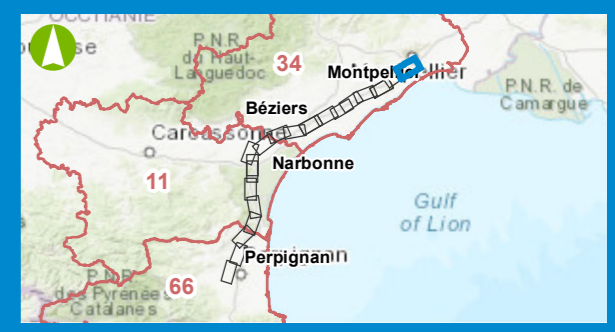 OCCITANIE
P.N.R.
du Haut-
Languedoc
34
Montpellier
P.N.R. de
Camargue
Béziers
Carcassonne
Narbonne
11
Gulf
of Lion
Perpignan
66
P.N.R.
des Pyrénées
Catalanes